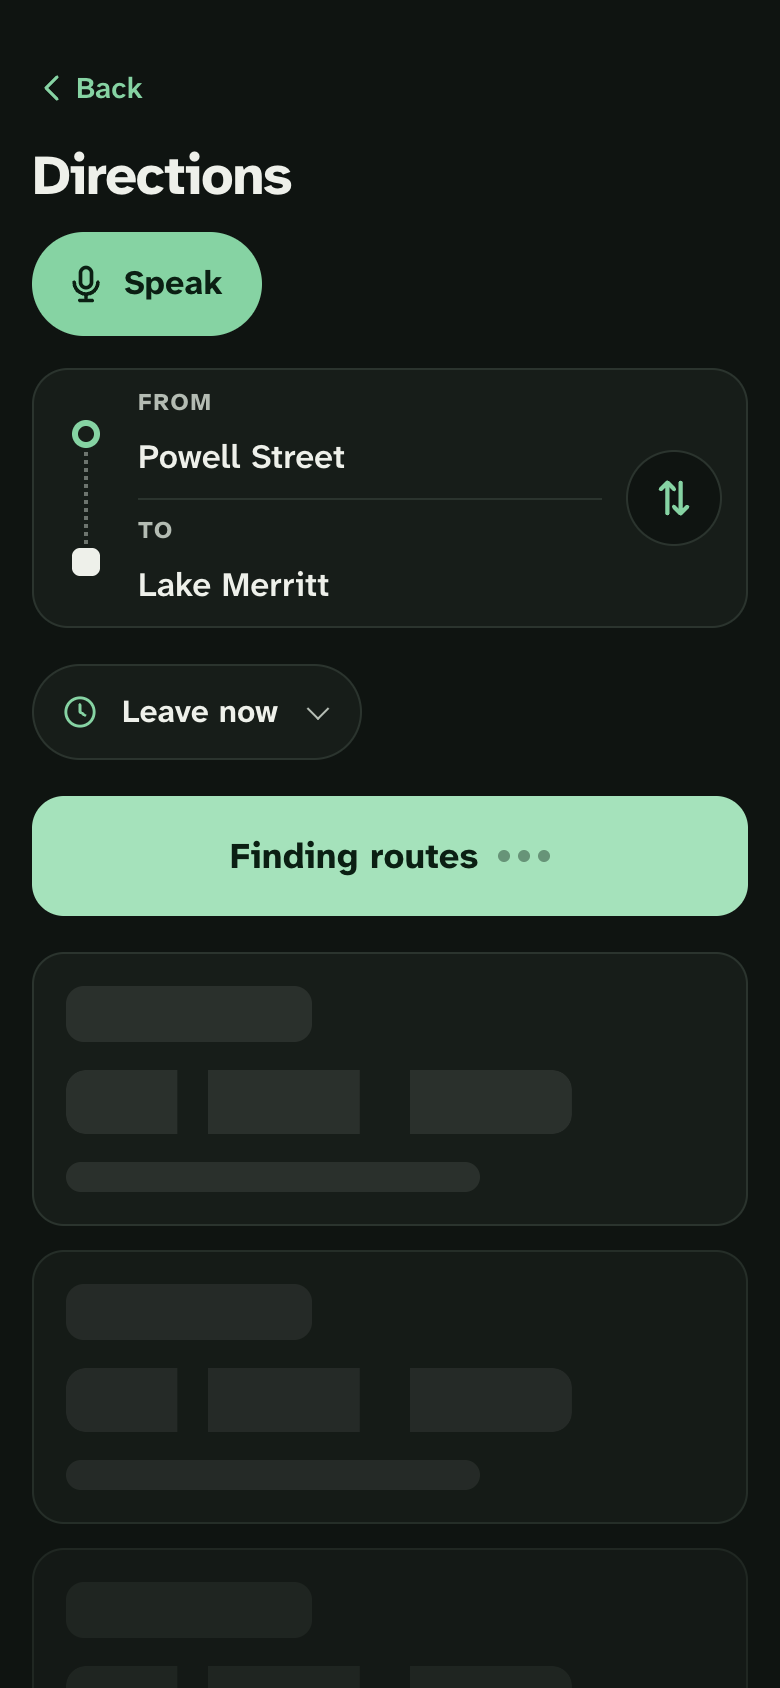 Back
Directions
Speak
FROM
Powell Street
TO
Lake Merritt
Leave now
Finding routes